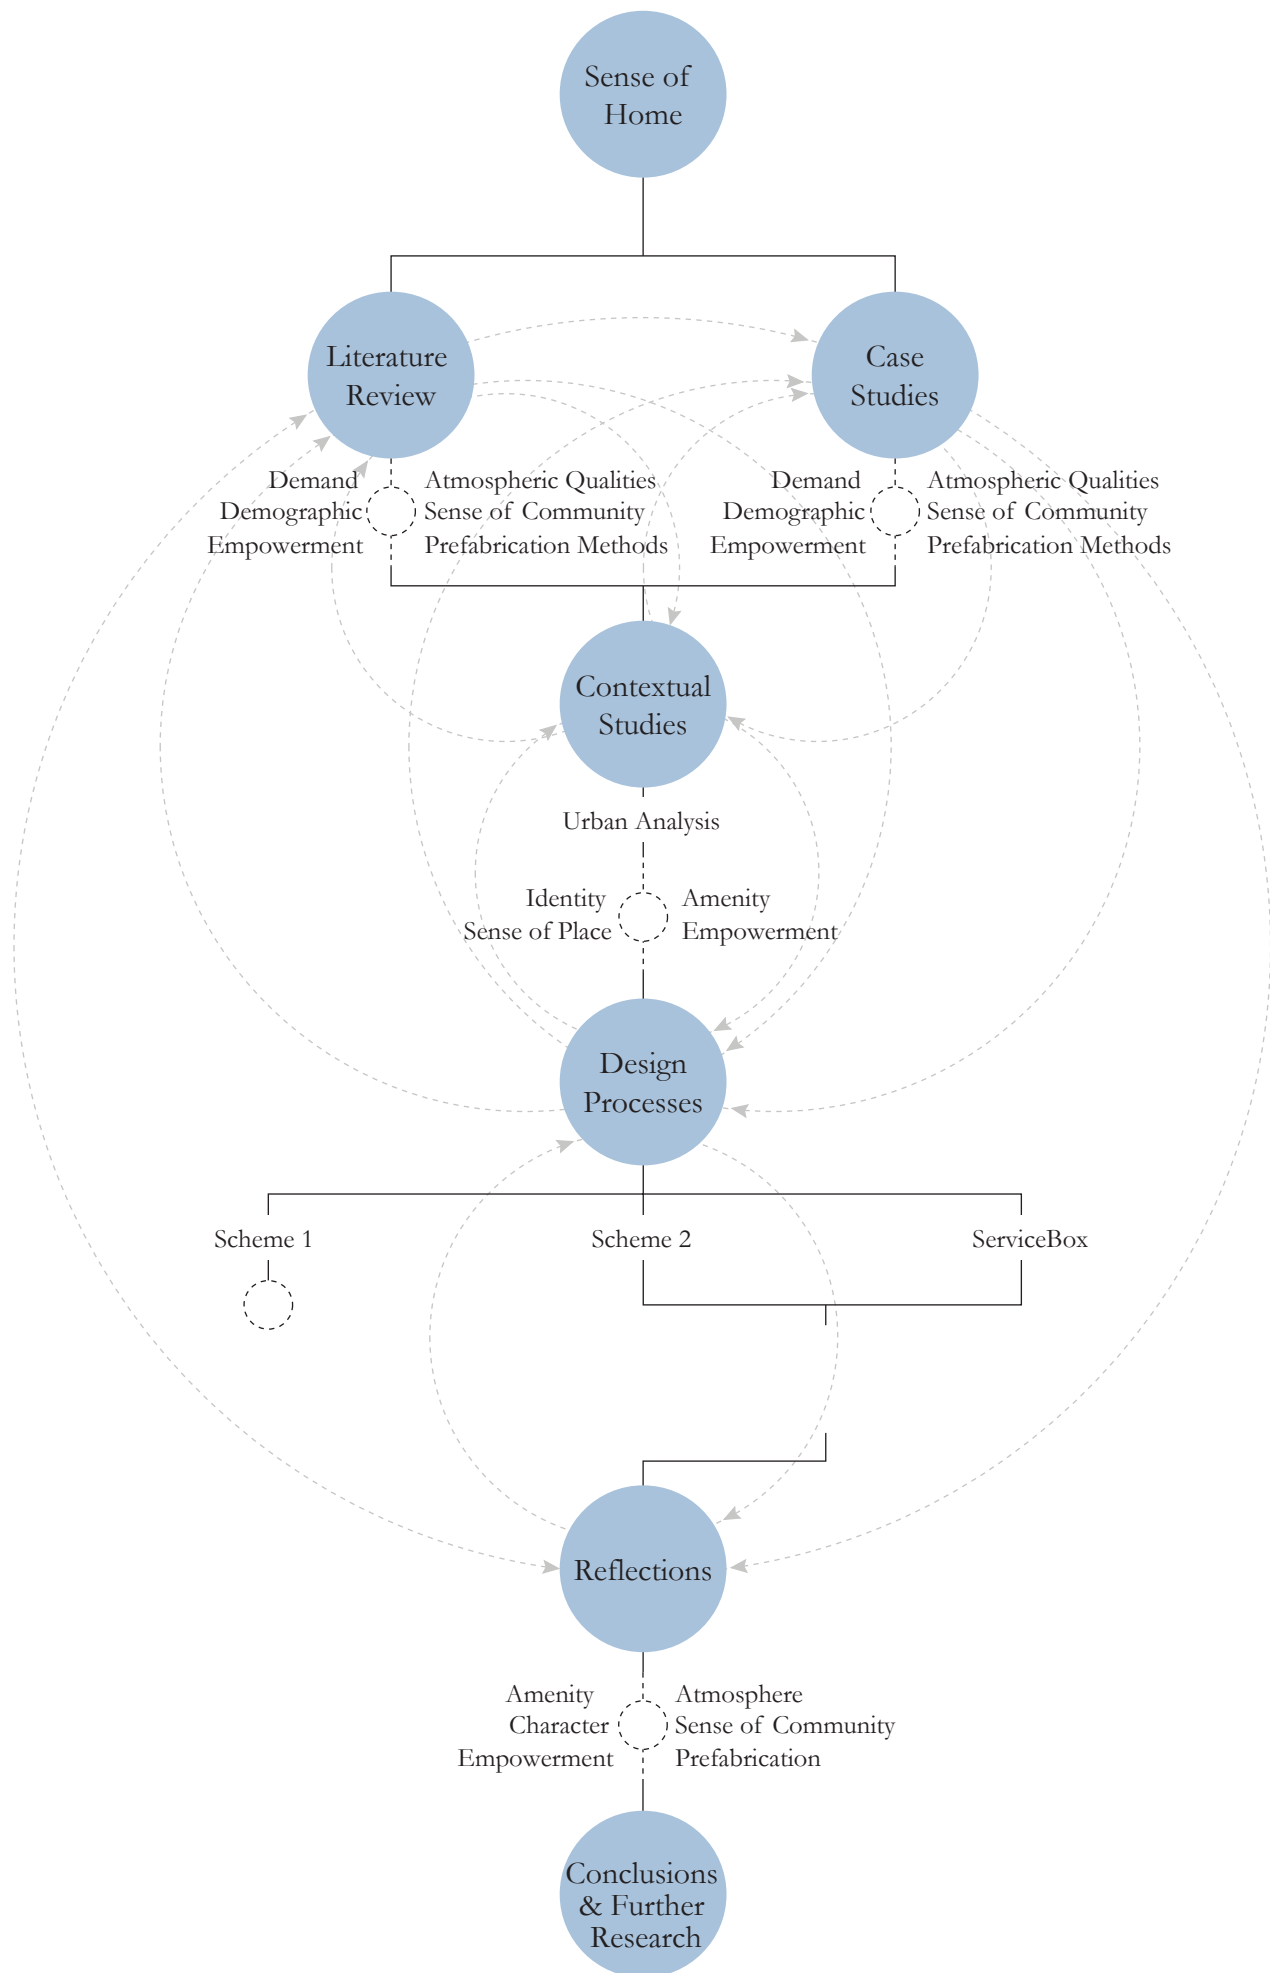 Sense of
Home
Literature
Review
Case
Studies
Demand
Demographic
Empowerment
Atmospheric Qualities
Sense of Community
Prefabrication Methods
Demand
Demographic
Empowerment
Atmospheric Qualities
Sense of Community
Prefabrication Methods
Contextual
Studies
Urban Analysis
Identity
Sense of Place
Amenity
Empowerment
Design
Processes
Scheme 1
Scheme 2
ServiceBox
Reflections
Amenity
Character
Empowerment
Atmosphere
Sense of Community
Prefabrication
Conclusions
& Further
Research